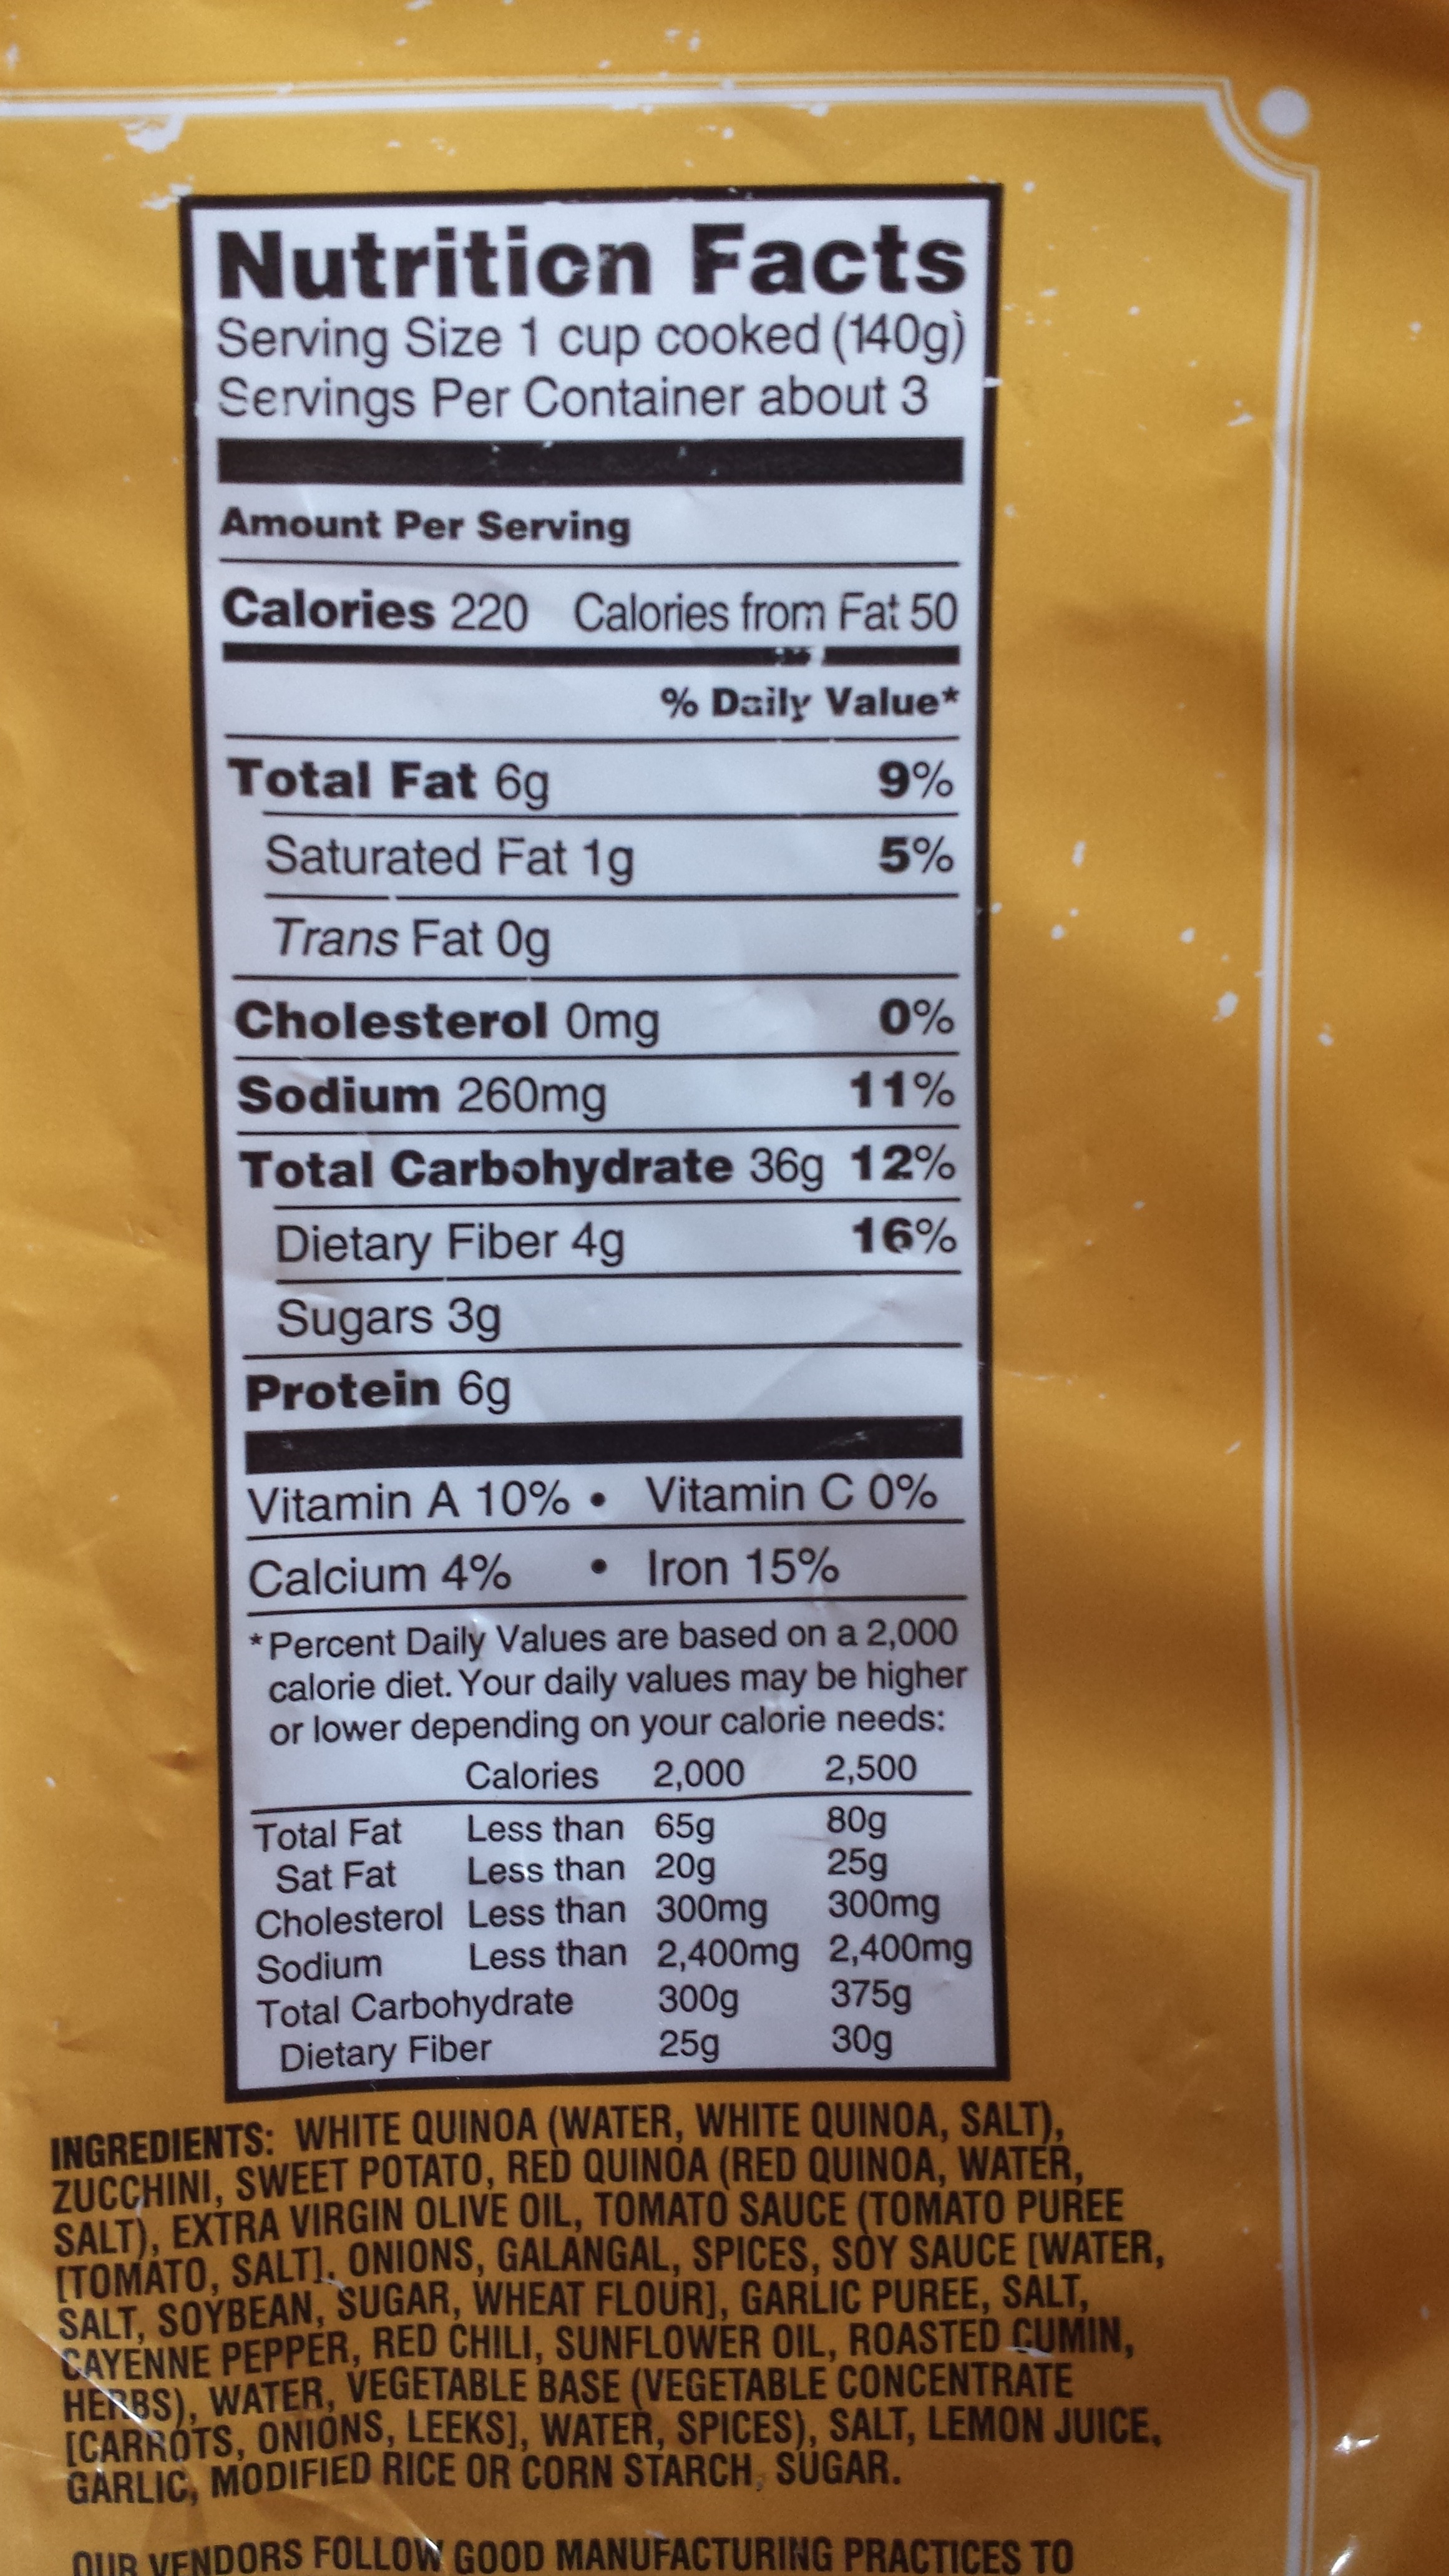 Nutrition Facts
Serving Size 1 cup cooked (140g)
Servings Per Container about 3
Amount Per Serving
Calories 220 Calories from Fat 50
% Daily Value*
Total Fat 6g 9%
Saturated Fat 1g 5%
Trans Fat 0g
Cholesterol 0mg 0%
Sodium 260mg 11%
Total Carbohydrate 36g 12%
Dietary Fiber 4g 16%
Sugars 3g
Protein 6g
Vitamin A 10% • Vitamin C 0%
Calcium 4% • Iron 15%
*Percent Daily Values are based on a 2,000
calorie diet. Your daily values may be higher
or lower depending on your calorie needs:
Calories 2,000 2,500
Total Fat Less than 65g 80g
Sat Fat Less than 20g 25g
Cholesterol Less than 300mg 300mg
Sodium Less than 2,400mg 2,400mg
Total Carbohydrate 300g 375g
Dietary Fiber 25g 30g
INGREDIENTS: WHITE QUINOA (WATER, WHITE QUINOA, SALT),
ZUCCHINI, SWEET POTATO, RED QUINOA (RED QUINOA, WATER,
SALT), EXTRA VIRGIN OLIVE OIL, TOMATO SAUCE (TOMATO PUREE
[TOMATO, SALT], ONIONS, GALANGAL, SPICES, SOY SAUCE [WATER,
SALT, SOYBEAN, SUGAR, WHEAT FLOUR], GARLIC PUREE, SALT,
CAYENNE PEPPER, RED CHILI, SUNFLOWER OIL, ROASTED CUMIN,
HERBS), WATER, VEGETABLE BASE (VEGETABLE CONCENTRATE
[CARROTS, ONIONS, LEEKS], WATER, SPICES), SALT, LEMON JUICE,
GARLIC, MODIFIED RICE OR CORN STARCH, SUGAR.
OUR VENDORS FOLLOW GOOD MANUFACTURING PRACTICES TO